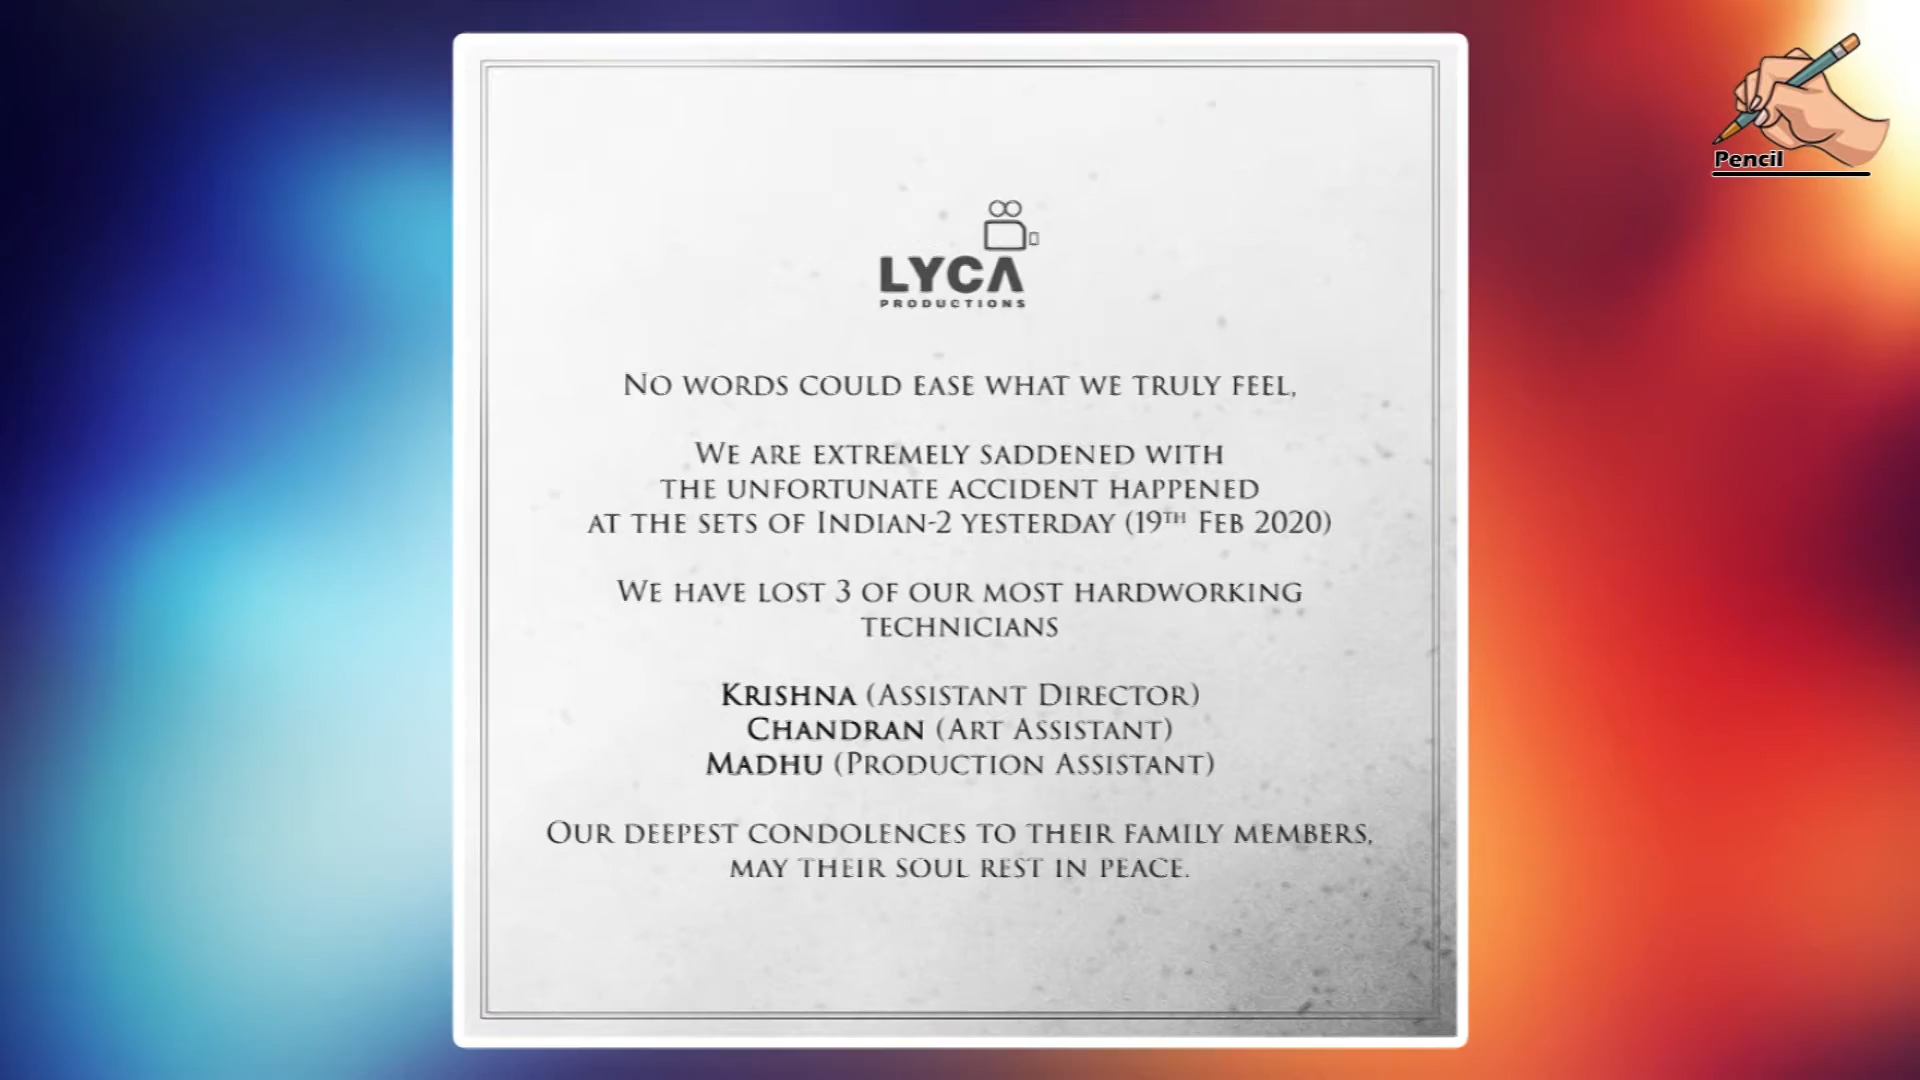 Pencil
LYCA
PRODUCTIONS
No words could ease what we truly feel,
We are extremely saddened with
the unfortunate accident happened
at the sets of Indian-2 yesterday (19th Feb 2020)
We have lost 3 of our most hardworking
technicians
Krishna (Assistant Director)
Chandran (Art Assistant)
Madhu (Production Assistant)
Our deepest condolences to their family members,
may their soul rest in peace.